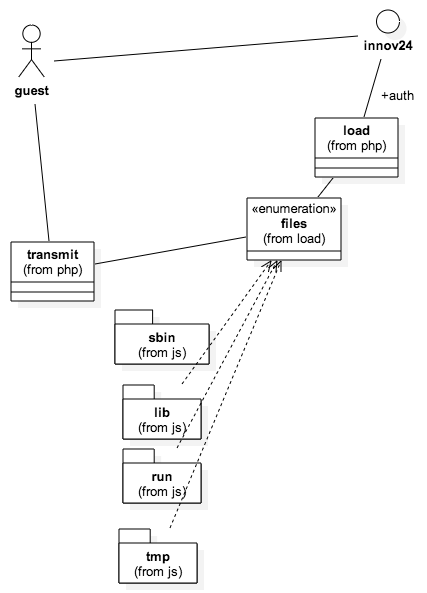 innov24
guest
+auth
load
(from php)
«enumeration»
files
(from load)
transmit
(from php)
sbin
(from js)
lib
(from js)
run
(from js)
tmp
(from js)